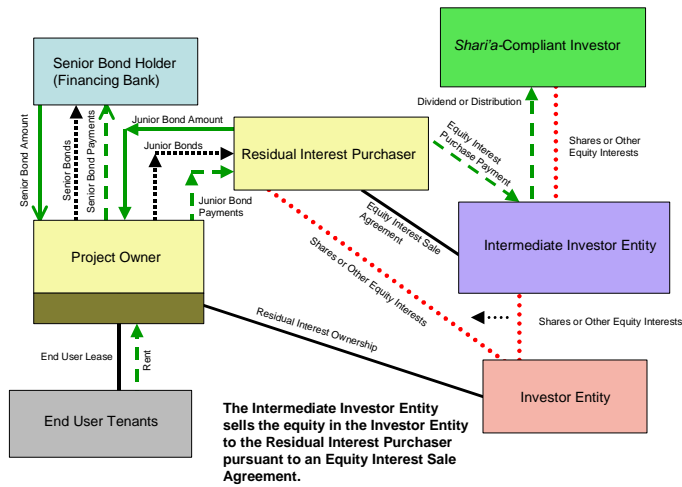 Senior Bond Holder
(Financing Bank)
Shari'a-Compliant Investor
Senior Bond Amount
Senior Bonds
Senior Bond Payments
Junior Bond Amount
Junior Bonds
Junior Bond
Payments
Residual Interest Purchaser
Equity Interest
Purchase Payment
Dividend or Distribution
Shares or Other
Equity Interests
Project Owner
Equity Interest Sale
Agreement
Intermediate Investor Entity
Shares or Other Equity Interests
Residual Interest Ownership
Shares or Other Equity Interests
End User Lease
Rent
End User Tenants
Investor Entity
The Intermediate Investor Entity
sells the equity in the Investor Entity
to the Residual Interest Purchaser
pursuant to an Equity Interest Sale
Agreement.